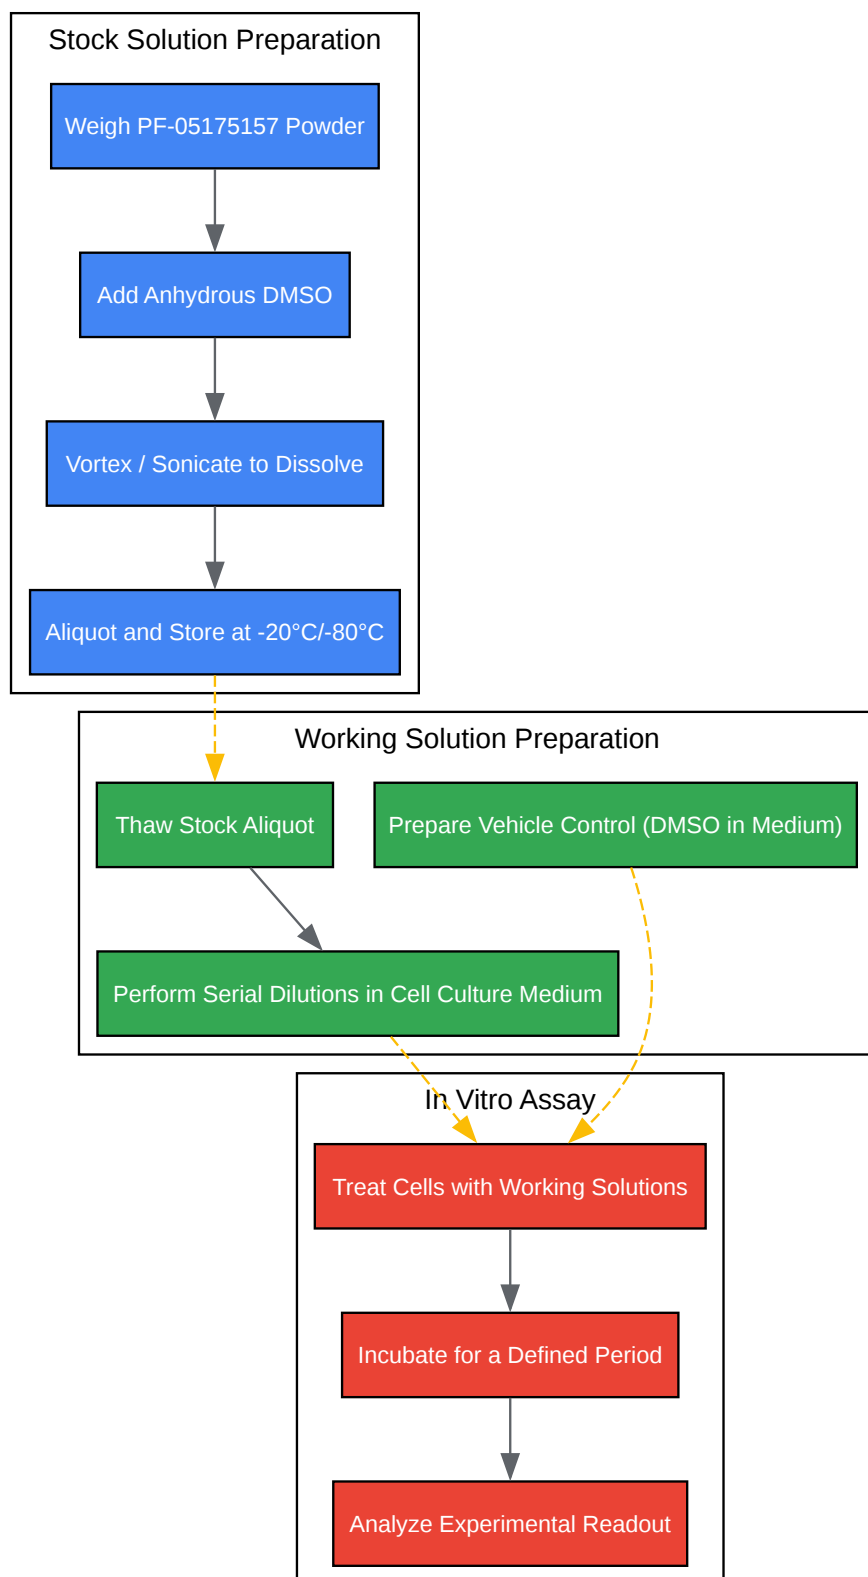 Stock Solution Preparation
Weigh PF-05175157 Powder
Add Anhydrous DMSO
Vortex / Sonicate to Dissolve
Aliquot and Store at -20°C/-80°C
Working Solution Preparation
Thaw Stock Aliquot
Prepare Vehicle Control (DMSO in Medium)
Perform Serial Dilutions in Cell Culture Medium
In Vitro Assay
Treat Cells with Working Solutions
Incubate for a Defined Period
Analyze Experimental Readout